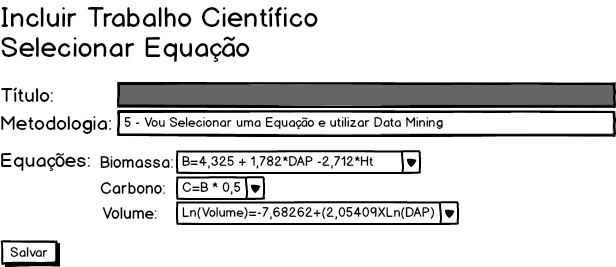 Incluir Trabalho Científico
Selecionar Equação
Título:
Metodologia: 5 - Vou Selecionar uma Equação e utilizar Data Mining
Equações: Biomassa: B=4,325 + 1,782*DAP -2,712*Ht
Carbono: C=B * 0,5
Volume: Ln(Volume)=-7,68262+(2,05409XLn(DAP)
Salvar